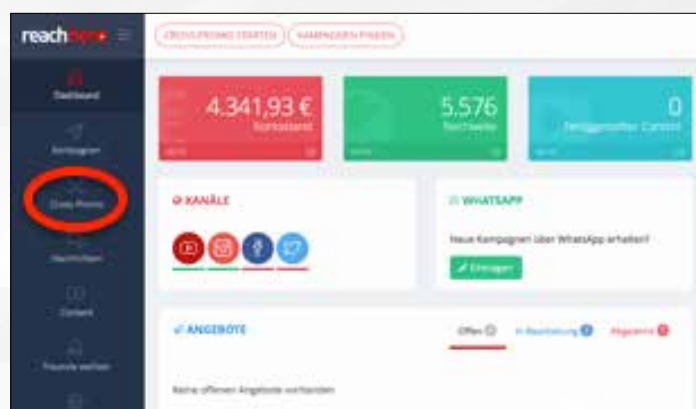 reachhero
CROSS-PROMO STARTEN
KAMPAGNEN FINDEN
Dashboard
Kampagnen
Cross-Promo
Nachrichten
Content
Freunde werben
4.341,93 €
Kontostand
5.576
Reichweite
0
Fertiggestellter Content
KANÄLE
WHATSAPP
Neue Kampagnen über WhatsApp erhalten?
Eintragen
ANGEBOTE
Offen
In Bearbeitung
Abgelehnt
Keine offenen Angebote vorhanden